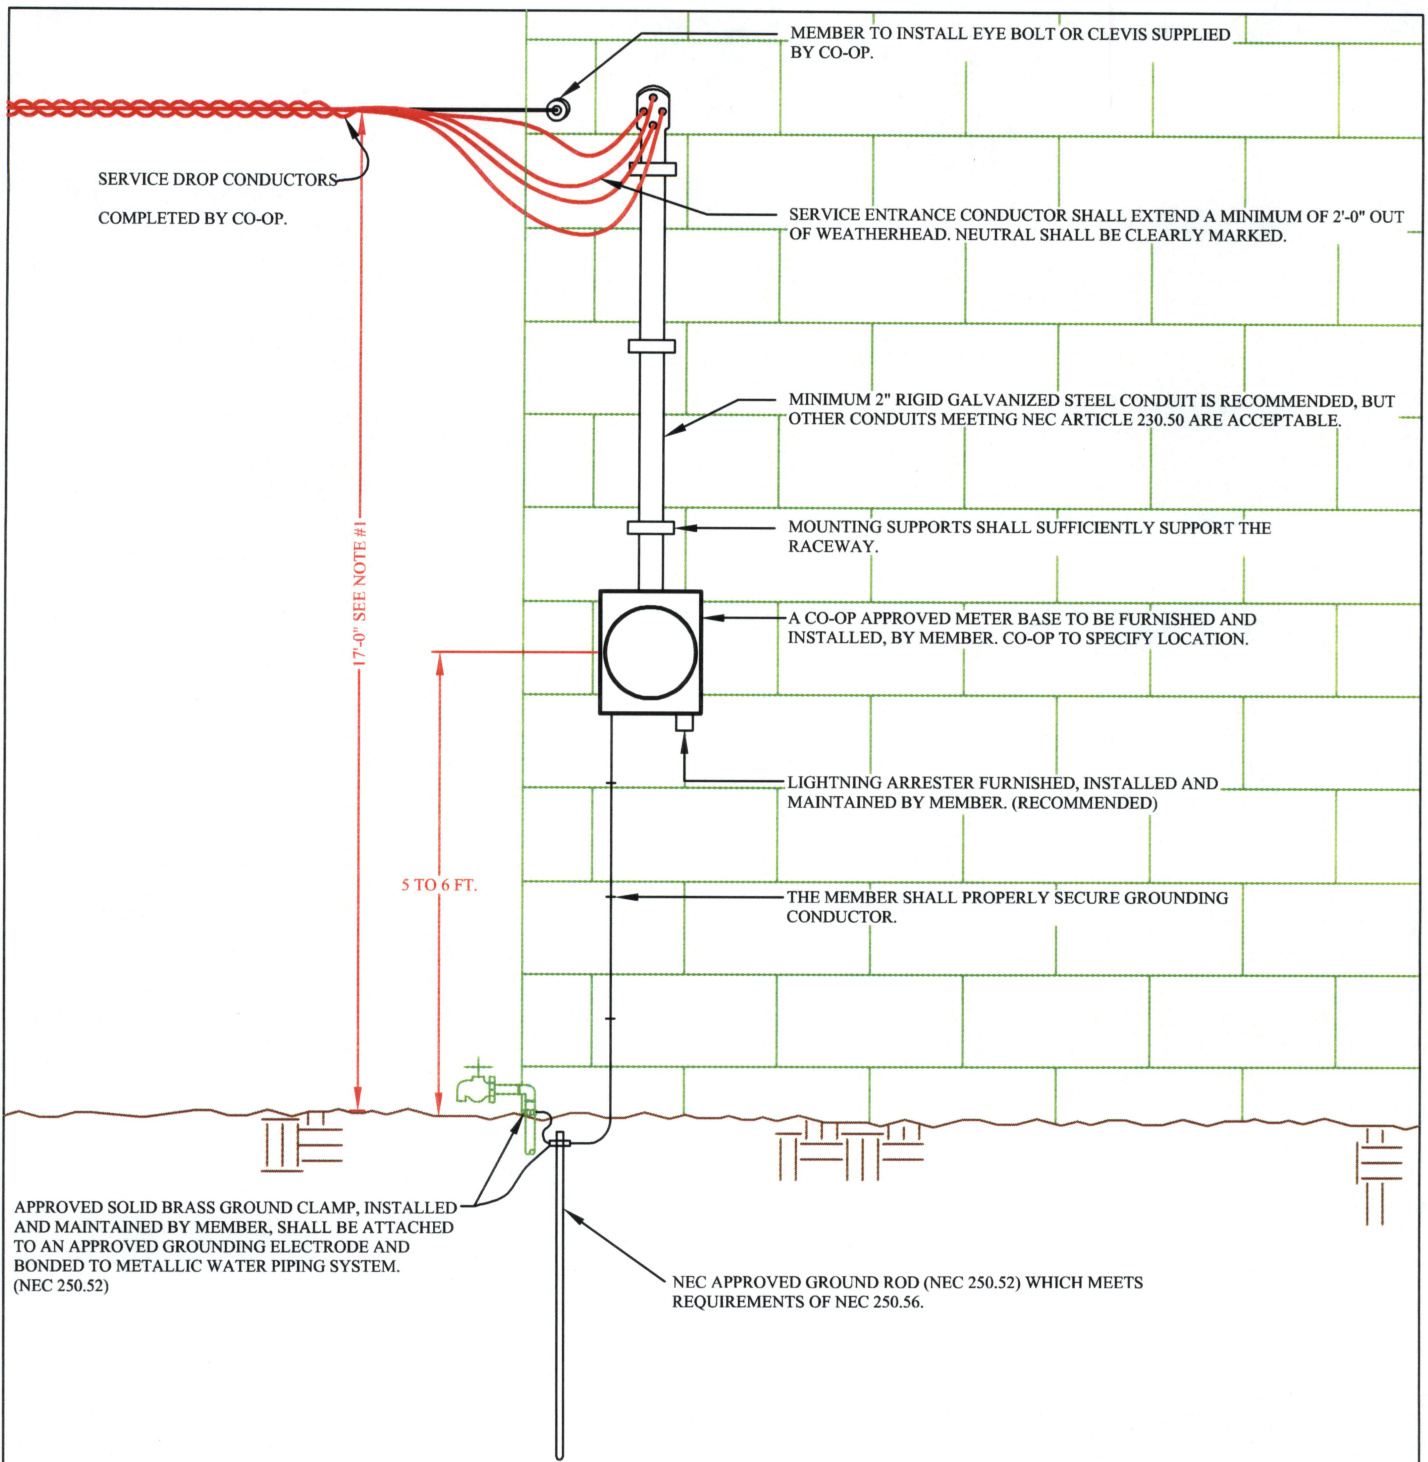 MEMBER TO INSTALL EYE BOLT OR CLEVIS SUPPLIED
BY CO-OP.
SERVICE DROP CONDUCTORS
COMPLETED BY CO-OP.
SERVICE ENTRANCE CONDUCTOR SHALL EXTEND A MINIMUM OF 2'-0" OUT
OF WEATHERHEAD. NEUTRAL SHALL BE CLEARLY MARKED.
MINIMUM 2" RIGID GALVANIZED STEEL CONDUIT IS RECOMMENDED, BUT
OTHER CONDUITS MEETING NEC ARTICLE 230.50 ARE ACCEPTABLE.
MOUNTING SUPPORTS SHALL SUFFICIENTLY SUPPORT THE
RACEWAY.
17'-0" SEE NOTE #1
A CO-OP APPROVED METER BASE TO BE FURNISHED AND
INSTALLED, BY MEMBER. CO-OP TO SPECIFY LOCATION.
LIGHTNING ARRESTER FURNISHED, INSTALLED AND
MAINTAINED BY MEMBER. (RECOMMENDED)
5 TO 6 FT.
THE MEMBER SHALL PROPERLY SECURE GROUNDING
CONDUCTOR.
APPROVED SOLID BRASS GROUND CLAMP, INSTALLED
AND MAINTAINED BY MEMBER, SHALL BE ATTACHED
TO AN APPROVED GROUNDING ELECTRODE AND
BONDED TO METALLIC WATER PIPING SYSTEM.
(NEC 250.52)
NEC APPROVED GROUND ROD (NEC 250.52) WHICH MEETS
REQUIREMENTS OF NEC 250.56.